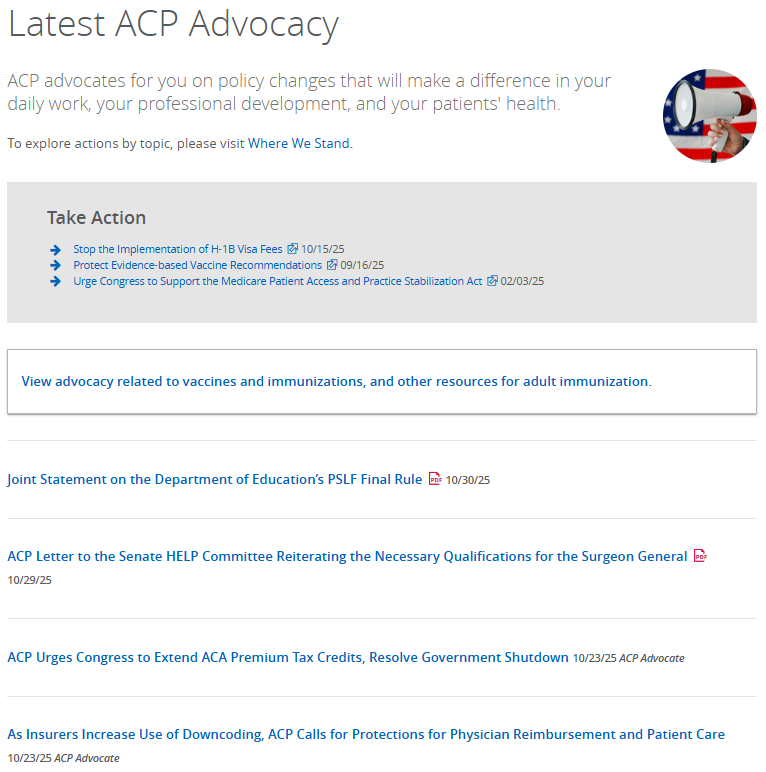 Latest ACP Advocacy
ACP advocates for you on policy changes that will make a difference in your
daily work, your professional development, and your patients' health.
To explore actions by topic, please visit Where We Stand.
Take Action
Stop the Implementation of H-1B Visa Fees 10/15/25
Protect Evidence-based Vaccine Recommendations 09/16/25
Urge Congress to Support the Medicare Patient Access and Practice Stabilization Act 02/03/25
View advocacy related to vaccines and immunizations, and other resources for adult immunization.
Joint Statement on the Department of Education’s PSLF Final Rule PDF 10/30/25
ACP Letter to the Senate HELP Committee Reiterating the Necessary Qualifications for the Surgeon General PDF
10/29/25
ACP Urges Congress to Extend ACA Premium Tax Credits, Resolve Government Shutdown 10/23/25 ACP Advocate
As Insurers Increase Use of Downcoding, ACP Calls for Protections for Physician Reimbursement and Patient Care
10/23/25 ACP Advocate